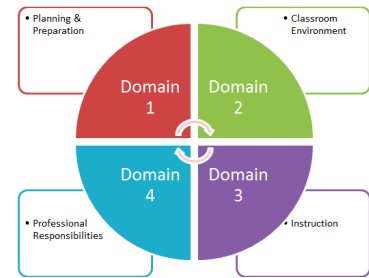 • Planning &
Preparation
• Classroom
Environment
Domain
1
Domain
2
Domain
4
Domain
3
• Professional
Responsibilities
• Instruction